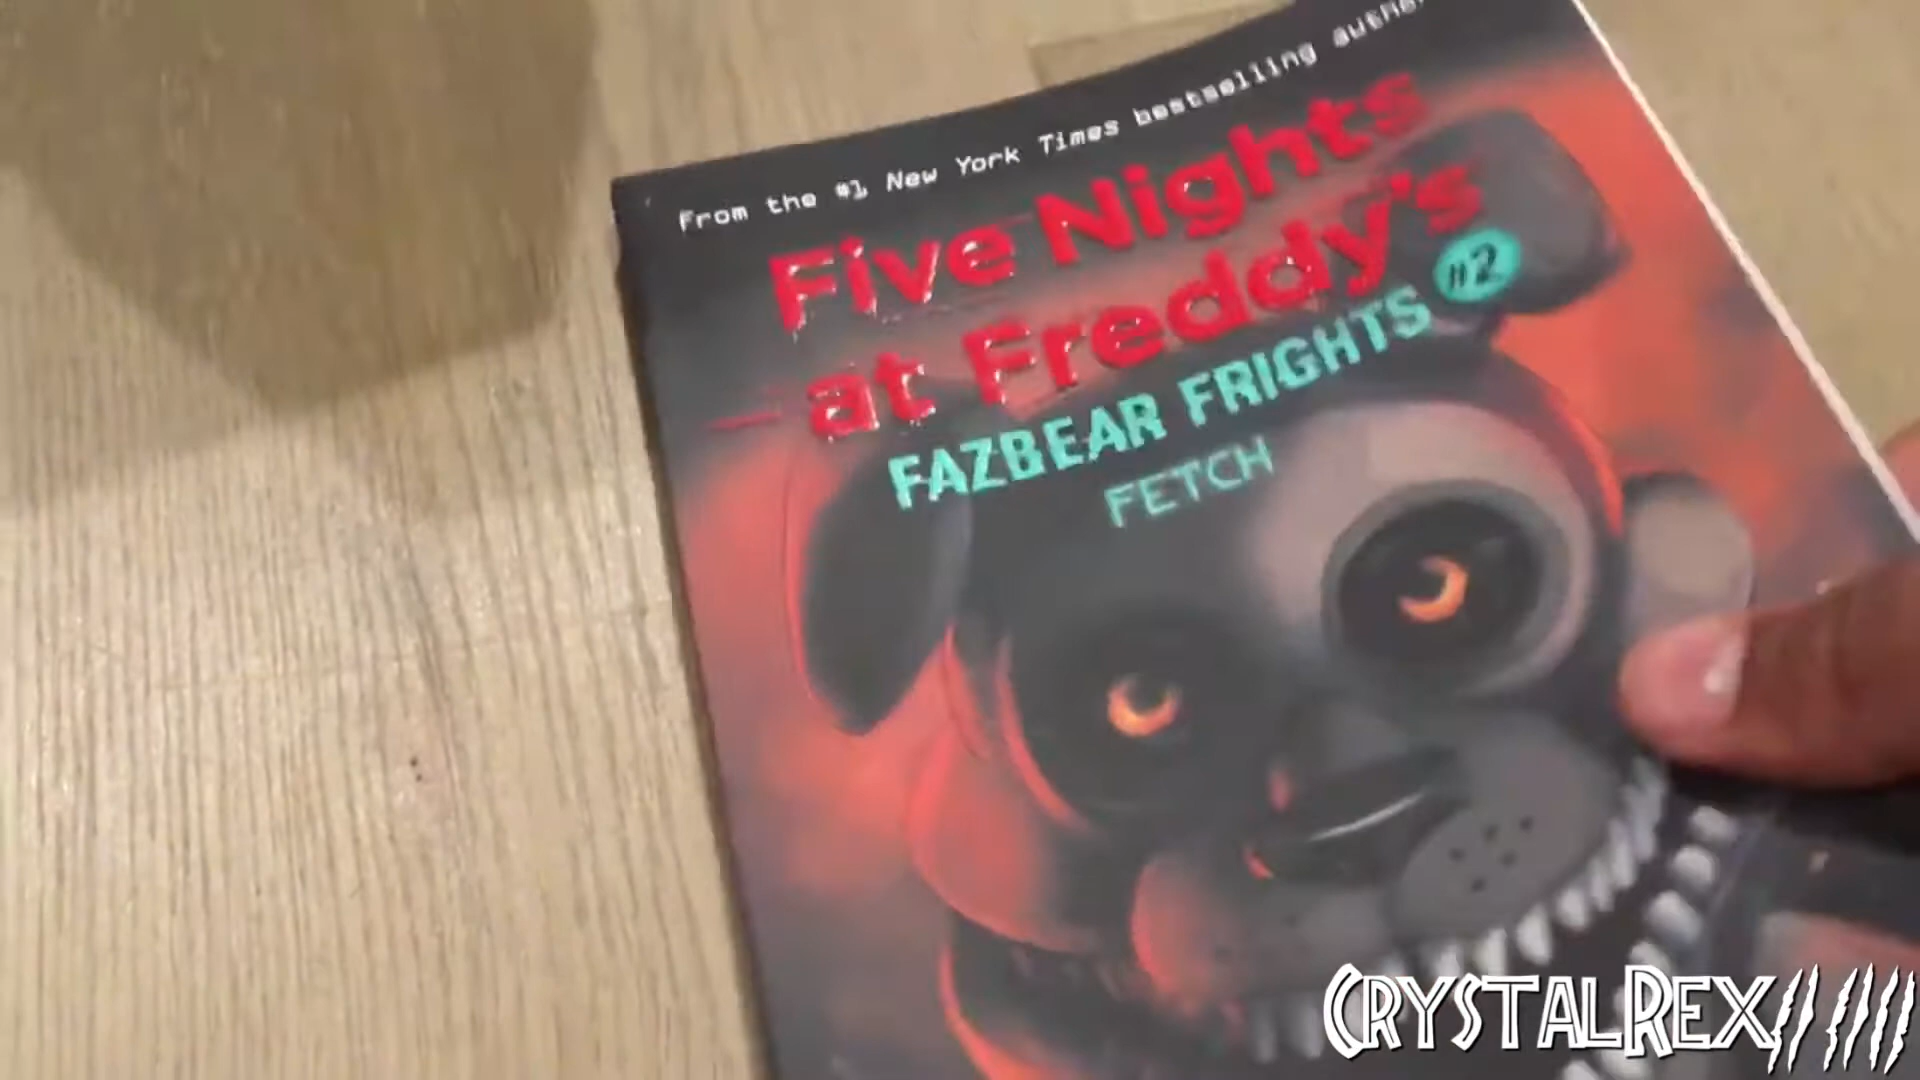 From the #1 New York Times bestselling author
Five Nights
at Freddy's
FAZBEAR FRIGHTS #2
FETCH
CRYSTALREX